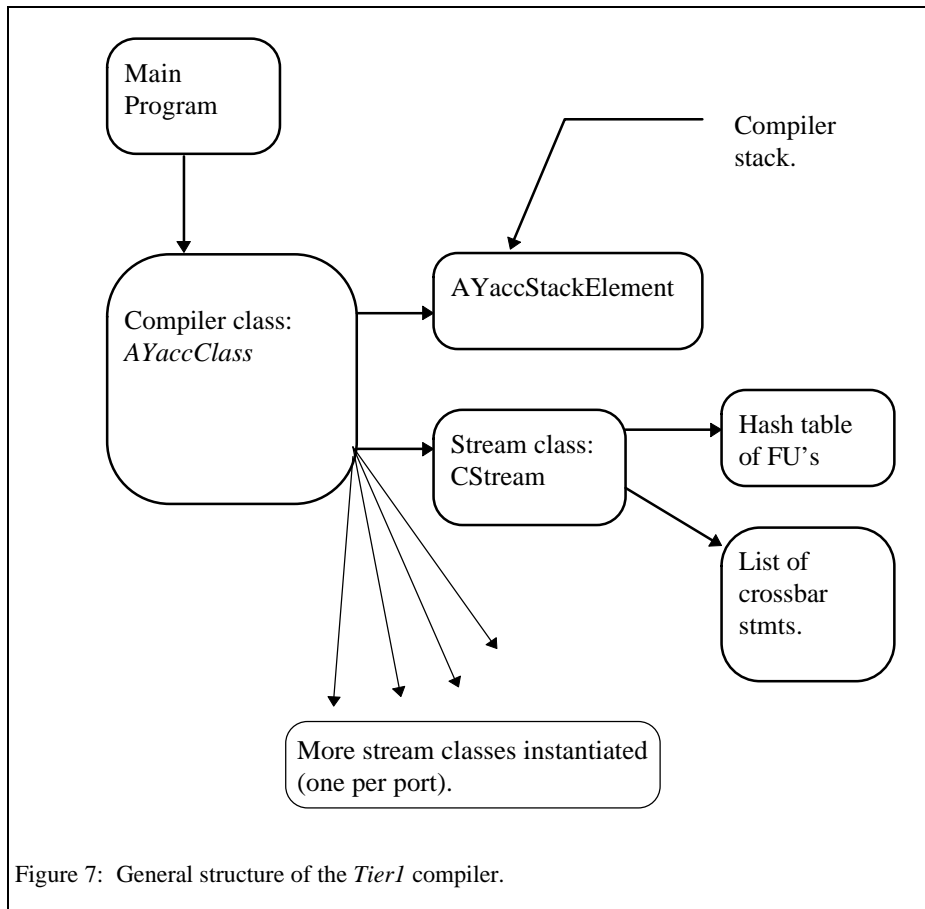 Main
Program
Compiler
stack.
AYaccStackElement
Compiler class:
AYaccClass
Stream class:
CStream
Hash table
of FU's
List of
crossbar
stmts.
More stream classes instantiated
(one per port).
Figure 7:  General structure of the Tier1 compiler.